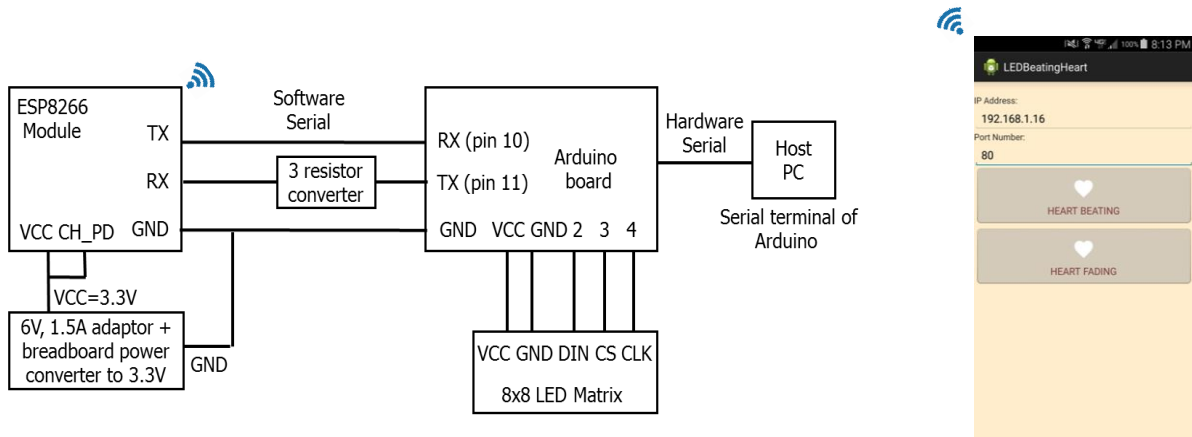 ESP8266
Module
TX
RX
VCC CH_PD GND
VCC=3.3V
6V, 1.5A adaptor +
breadboard power
converter to 3.3V
GND
Software
Serial
3 resistor
converter
RX (pin 10)
TX (pin 11)
Arduino
board
GND VCC GND 2 3 4
VCC GND DIN CS CLK
8x8 LED Matrix
Hardware
Serial
Host
PC
Serial terminal of
Arduino
100% 8:13 PM
LEDBeatingHeart
IP Address:
192.168.1.16
Port Number:
80
HEART BEATING
HEART FADING